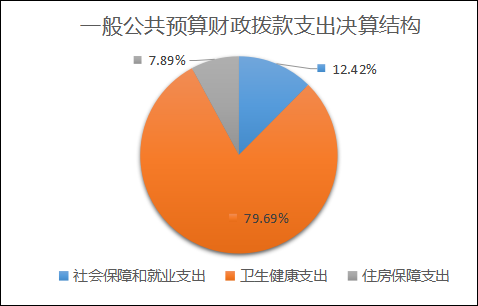 一般公共预算财政拨款支出决算结构
7.89%
12.42%
79.69%
社会保障和就业支出 卫生健康支出 住房保障支出